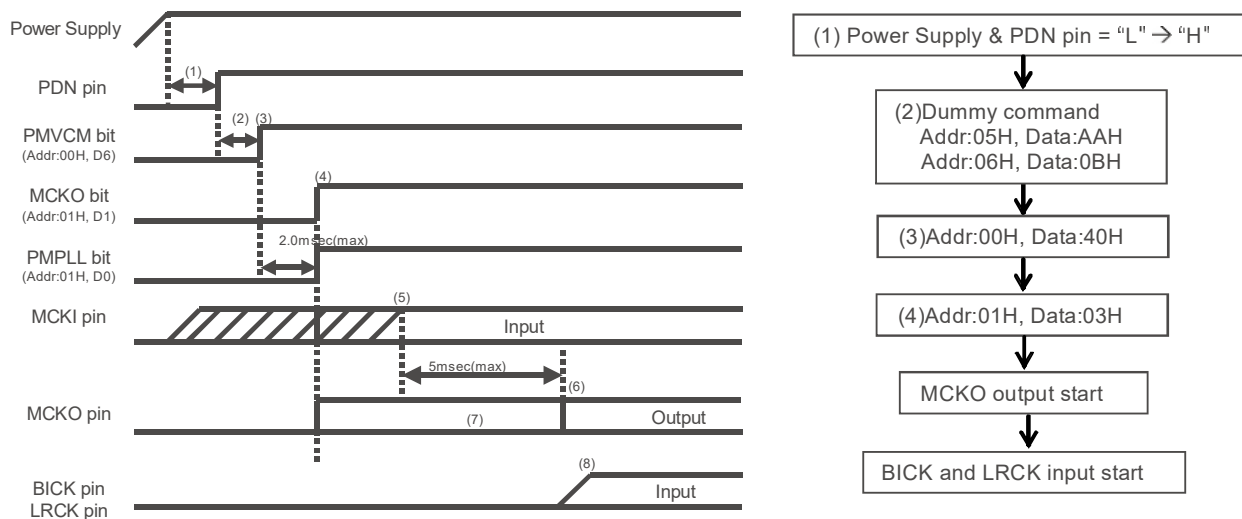 Power Supply
(1)
PDN pin
(2) (3)
PMVCM bit
(Addr:00H, D6)
(4)
MCKO bit
(Addr:01H, D1)
2.0msec(max)
PMPLL bit
(Addr:01H, D0)
(5)
MCKI pin
Input
5msec(max)
(6)
MCKO pin
(7)
Output
(8)
BICK pin
LRCK pin
Input
(1) Power Supply & PDN pin = “L” → “H”
(2)Dummy command
Addr:05H, Data:AAH
Addr:06H, Data:0BH
(3)Addr:00H, Data:40H
(4)Addr:01H, Data:03H
MCKO output start
BICK and LRCK input start